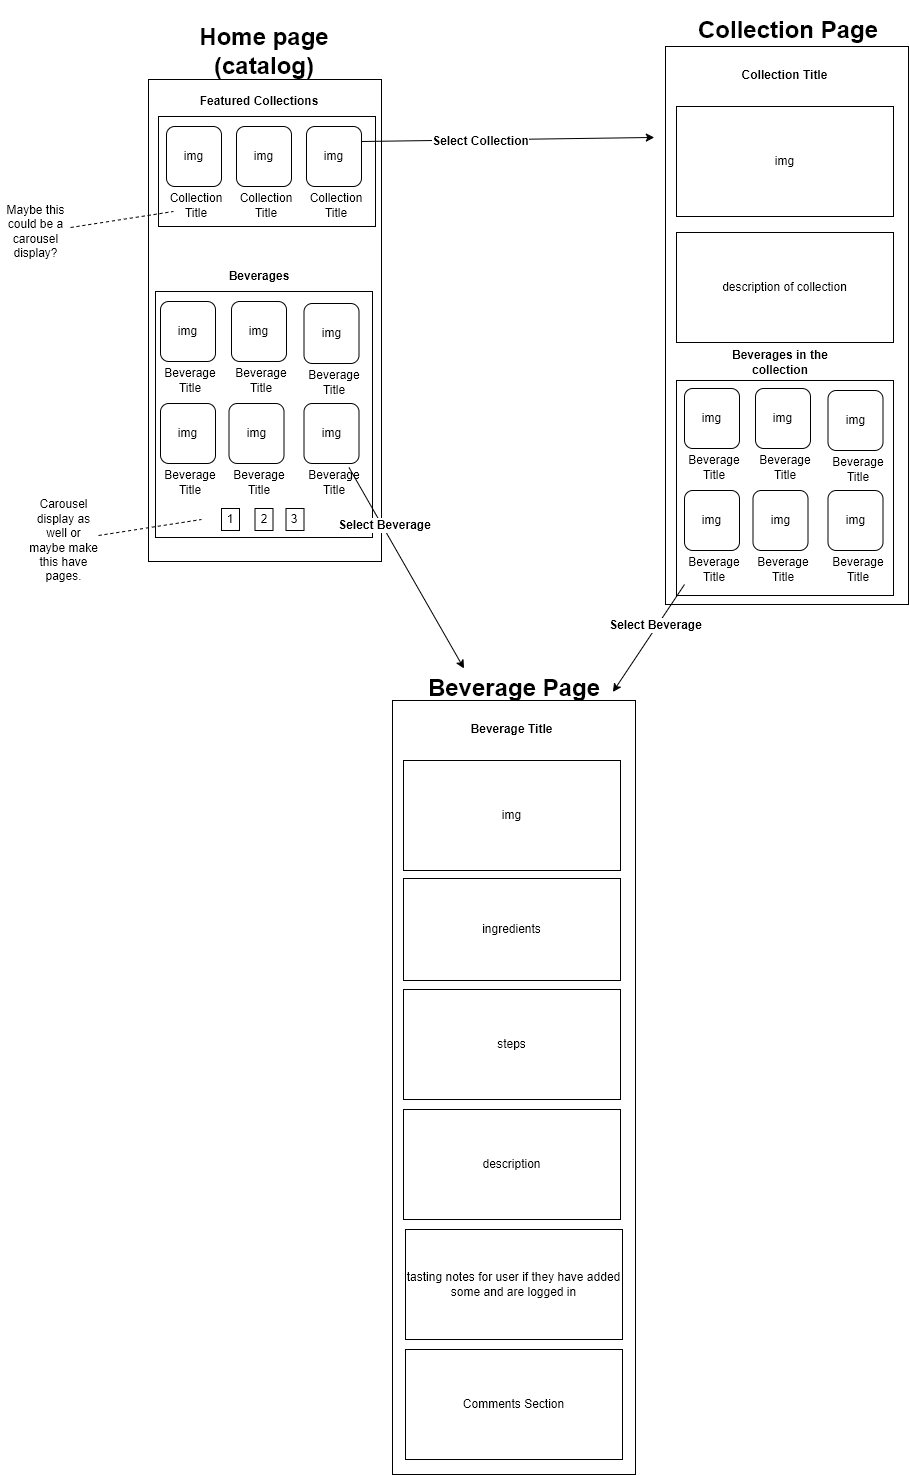 Home page
(catalog)
Featured Collections
img
img
img
Collection
Title
Collection
Title
Collection
Title
Maybe this
could be a
carousel
display?
Select Collection
Beverages
img
img
img
Beverage
Title
Beverage
Title
Beverage
Title
img
img
img
Beverage
Title
Beverage
Title
Beverage
Title
1
2
3
Carousel
display as
well or
maybe make
this have
pages.
Select Beverage
Collection Page
Collection Title
img
description of collection
Beverages in the
collection
img
img
img
Beverage
Title
Beverage
Title
Beverage
Title
img
img
img
Beverage
Title
Beverage
Title
Beverage
Title
Select Beverage
Beverage Page
Beverage Title
img
ingredients
steps
description
tasting notes for user if they have added
some and are logged in
Comments Section